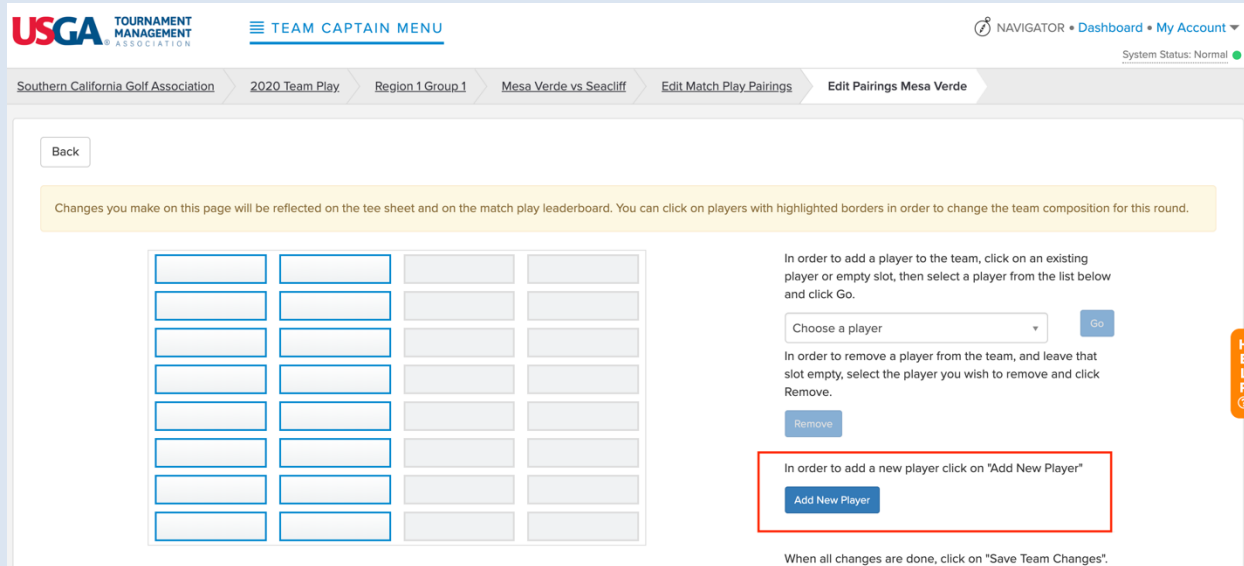 USGA® TOURNAMENT
MANAGEMENT
ASSOCIATION
TEAM CAPTAIN MENU
NAVIGATOR • Dashboard • My Account
System Status: Normal
Southern California Golf Association
2020 Team Play
Region 1 Group 1
Mesa Verde vs Seacliff
Edit Match Play Pairings
Edit Pairings Mesa Verde
Back
Changes you make on this page will be reflected on the tee sheet and on the match play leaderboard. You can click on players with highlighted borders in order to change the team composition for this round.
In order to add a player to the team, click on an existing
player or empty slot, then select a player from the list below
and click Go.
Choose a player
Go
In order to remove a player from the team, and leave that
slot empty, select the player you wish to remove and click
Remove.
Remove
In order to add a new player click on "Add New Player"
Add New Player
When all changes are done, click on "Save Team Changes".